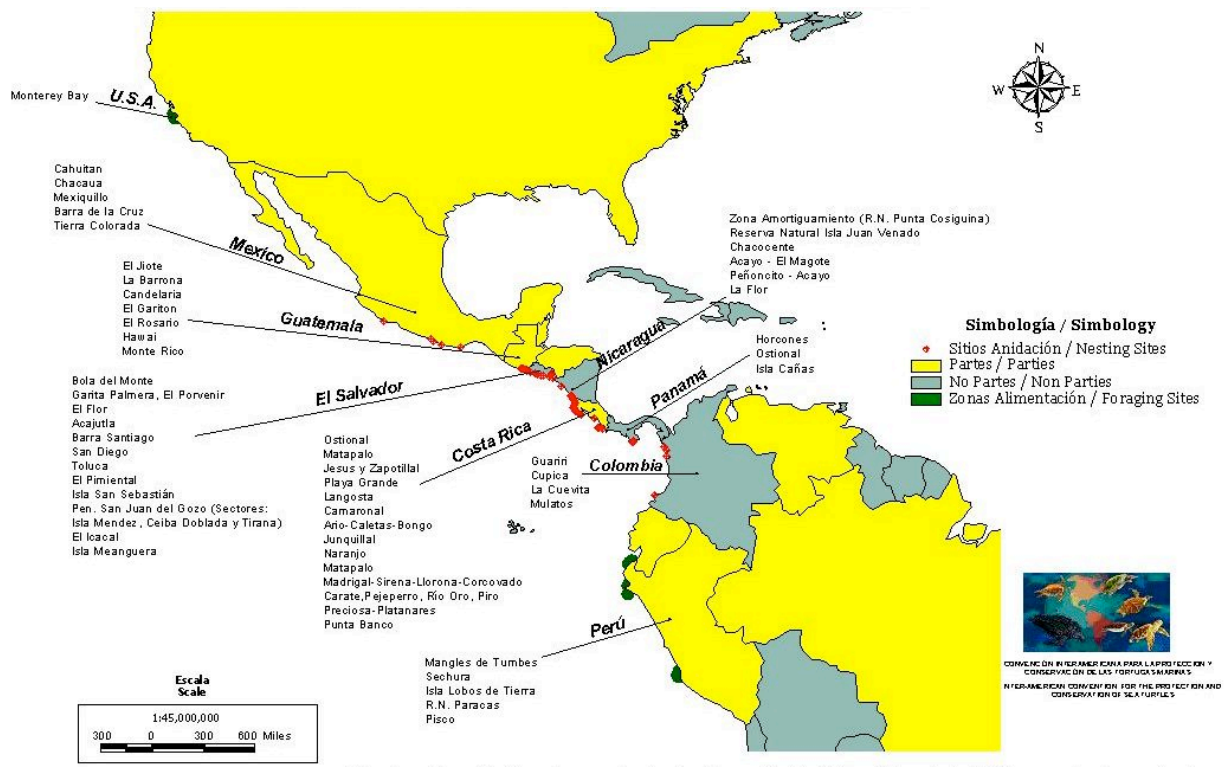 N
W
E
S
Monterey Bay
U.S.A.
Cahuitan
Chacaua
Mexiquillo
Barra de la Cruz
Tierra Colorada
Mexico
El Jiote
La Barrona
Candelaria
El Gariton
El Rosario
Hawai
Monte Rico
Guatemala
Zona Amortiguamiento (R.N. Punta Cosiguina)
Reserva Natural Isla Juan Venado
Chacocente
Acayo - El Magote
Peñoncito - Acayo
La Flor
Nicaragua
Horcones
Ostional
Isla Cañas
Panamá
Simbología / Simbology
Sitios Anidación / Nesting Sites
Partes / Parties
No Partes / Non Parties
Zonas Alimentación / Foraging Sites
Bola del Monte
Garita Palmera, El Porvenir
El Flor
Acajutla
Barra Santiago
San Diego
Toluca
El Pimiental
Isla San Sebastián
Pen. San Juan del Gozo (Sectores:
Isla Mendez, Ceiba Doblada y Tirana)
El Icacal
Isla Meanguera
El Salvador
Ostional
Matapalo
Jesus y Zapotillal
Playa Grande
Langosta
Camaronal
Ario-Caletas-Bongo
Junquillal
Naranjo
Matapalo
Madrigal-Sirena-Llorona-Corcovado
Carate,Pejeperro, Río Oro, Piro
Preciosa-Platanares
Punta Banco
Costa Rica
Guariri
Cupica
La Cuevita
Mulatos
Colombia
Perú
Mangles de Tumbes
Sechura
Isla Lobos de Tierra
R.N. Paracas
Pisco
Escala
Scale
1:45,000,000
300 0 300 600 Miles
CONVENCIÓN INTERAMERICANA PARA LA PROTECCIÓN Y
CONSERVACIÓN DE LAS TORTUGAS MARINAS
INTER-AMERICAN CONVENTION FOR THE PROTECTION AND
CONSERVATION OF SEA TURTLES